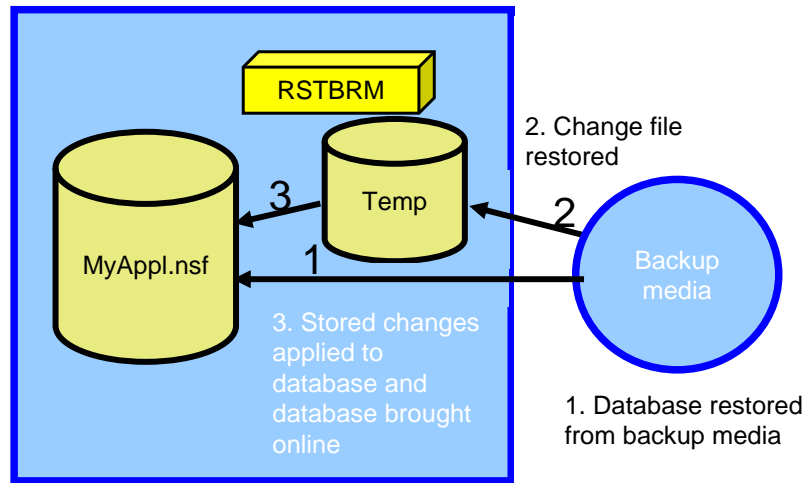 RSTBRM
2. Change file
restored
3
Temp
2
MyAppl.nsf
1
Backup
media
3. Stored changes
applied to
database and
database brought
online
1. Database restored
from backup media